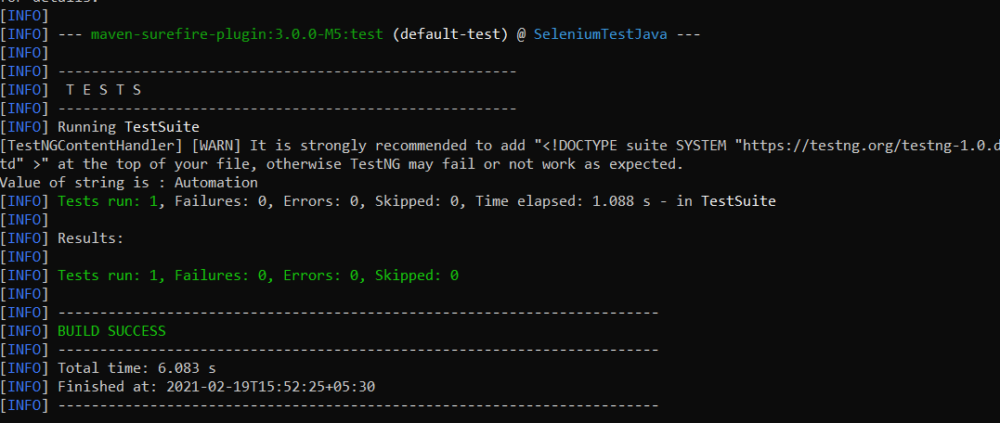 for details.
[INFO]
[INFO] --- maven-surefire-plugin:3.0.0-M5:test (default-test) @ SeleniumTestJava ---
[INFO]
[INFO] -------------------------------------------------------
[INFO]  T E S T S
[INFO] -------------------------------------------------------
[INFO] Running TestSuite
[TestNGContentHandler] [WARN] It is strongly recommended to add "<!DOCTYPE suite SYSTEM "https://testng.org/testng-1.0.d
td" >" at the top of your file, otherwise TestNG may fail or not work as expected.
Value of string is : Automation
[INFO] Tests run: 1, Failures: 0, Errors: 0, Skipped: 0, Time elapsed: 1.088 s - in TestSuite
[INFO]
[INFO] Results:
[INFO]
[INFO] Tests run: 1, Failures: 0, Errors: 0, Skipped: 0
[INFO]
[INFO] ------------------------------------------------------------------------
[INFO] BUILD SUCCESS
[INFO] ------------------------------------------------------------------------
[INFO] Total time: 6.083 s
[INFO] Finished at: 2021-02-19T15:52:25+05:30
[INFO] ------------------------------------------------------------------------